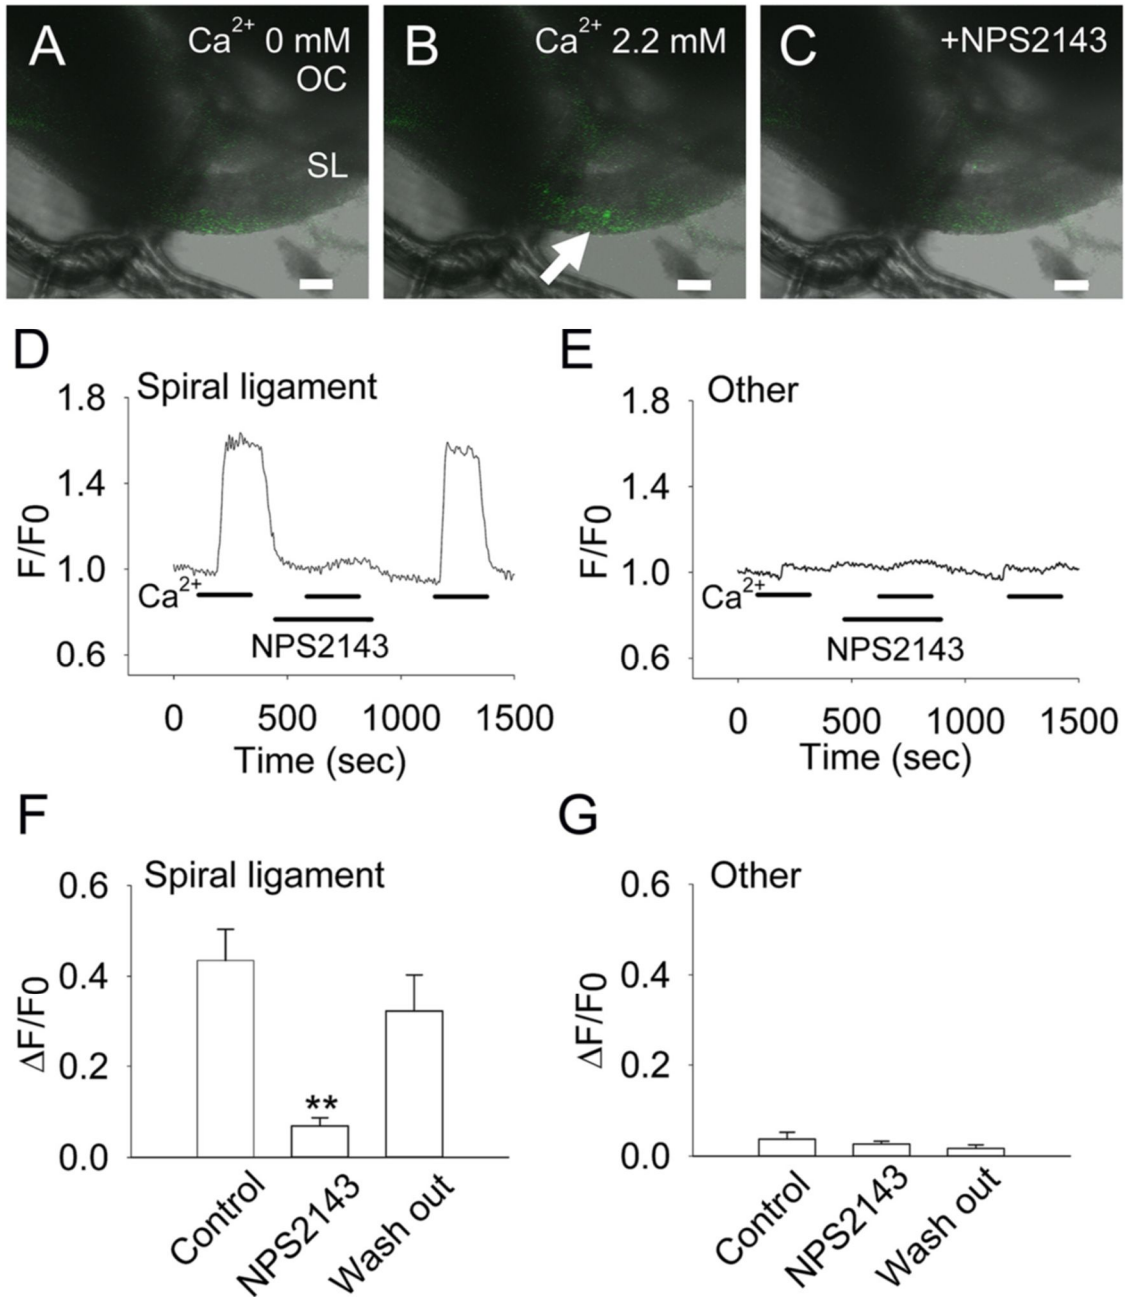 A
Ca²⁺ 0 mM
OC
SL
B
Ca²⁺ 2.2 mM
C
+NPS2143
D
Spiral ligament
1.8
1.4
1.0
0.6
F/F0
Ca²⁺
NPS2143
0 500 1000 1500
Time (sec)
E
Other
1.8
1.4
1.0
0.6
F/F0
Ca²⁺
NPS2143
0 500 1000 1500
Time (sec)
F
Spiral ligament
0.6
0.4
0.2
0.0
ΔF/F0
**
Control
NPS2143
Wash out
G
Other
0.6
0.4
0.2
0.0
ΔF/F0
Control
NPS2143
Wash out